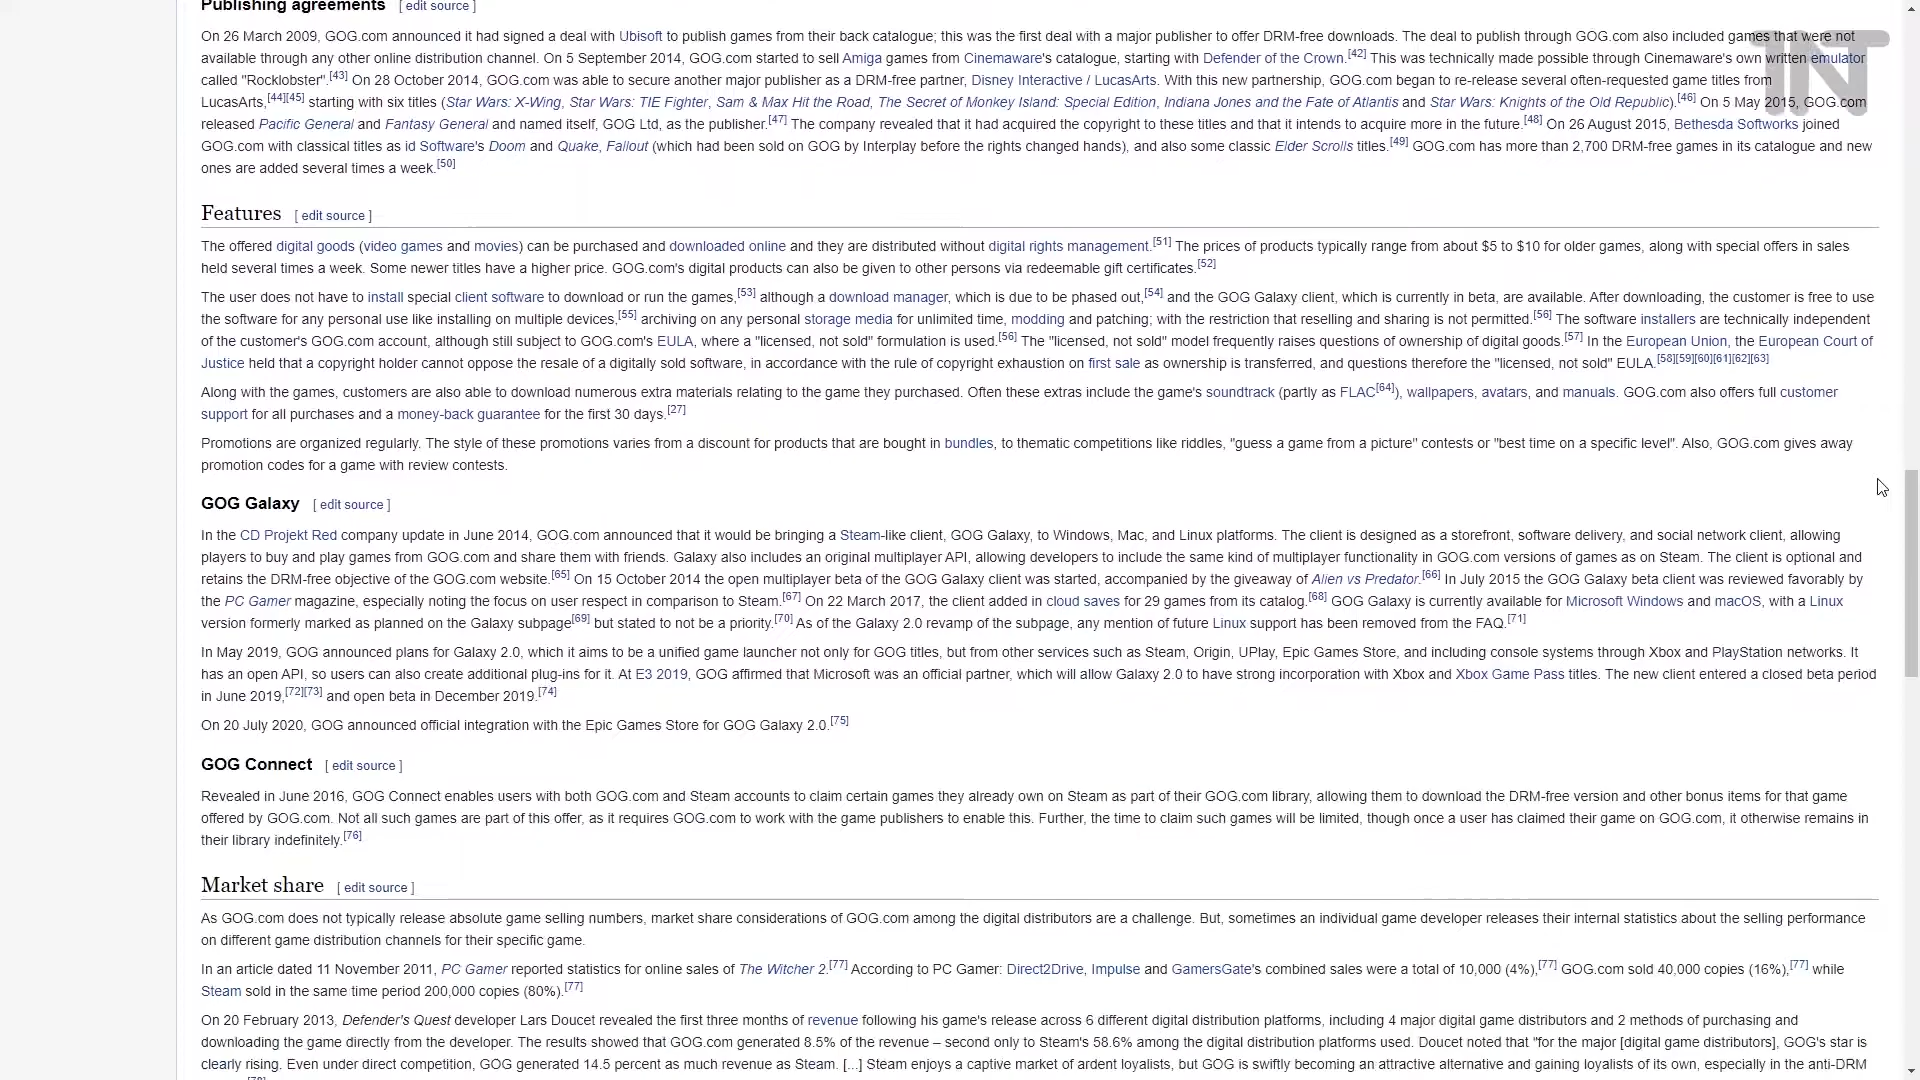 Publishing agreements [ edit source ]
On 26 March 2009, GOG.com announced it had signed a deal with Ubisoft to publish games from their back catalogue; this was the first deal with a major publisher to offer DRM-free downloads. The deal to publish through GOG.com also included games that were not
available through any other online distribution channel. On 5 September 2014, GOG.com started to sell Amiga games from Cinemaware's catalogue, starting with Defender of the Crown.[42] This was technically made possible through Cinemaware's own written emulator
called "Rocklobster".[43] On 28 October 2014, GOG.com was able to secure another major publisher as a DRM-free partner, Disney Interactive / LucasArts. With this new partnership, GOG.com began to re-release several often-requested game titles from
LucasArts,[44][45] starting with six titles (Star Wars: X-Wing, Star Wars: TIE Fighter, Sam & Max Hit the Road, The Secret of Monkey Island: Special Edition, Indiana Jones and the Fate of Atlantis and Star Wars: Knights of the Old Republic).[46] On 5 May 2015, GOG.com
released Pacific General and Fantasy General and named itself, GOG Ltd, as the publisher.[47] The company revealed that it had acquired the copyright to these titles and that it intends to acquire more in the future.[48] On 26 August 2015, Bethesda Softworks joined
GOG.com with classical titles as id Software's Doom and Quake, Fallout (which had been sold on GOG by Interplay before the rights changed hands), and also some classic Elder Scrolls titles.[49] GOG.com has more than 2,700 DRM-free games in its catalogue and new
ones are added several times a week.[50]
Features [ edit source ]
The offered digital goods (video games and movies) can be purchased and downloaded online and they are distributed without digital rights management.[51] The prices of products typically range from about $5 to $10 for older games, along with special offers in sales
held several times a week. Some newer titles have a higher price. GOG.com's digital products can also be given to other persons via redeemable gift certificates.[52]
The user does not have to install special client software to download or run the games,[53] although a download manager, which is due to be phased out,[54] and the GOG Galaxy client, which is currently in beta, are available. After downloading, the customer is free to use
the software for any personal use like installing on multiple devices,[55] archiving on any personal storage media for unlimited time, modding and patching; with the restriction that reselling and sharing is not permitted.[56] The software installers are technically independent
of the customer's GOG.com account, although still subject to GOG.com's EULA, where a "licensed, not sold" formulation is used.[56] The "licensed, not sold" model frequently raises questions of ownership of digital goods.[57] In the European Union, the European Court of
Justice held that a copyright holder cannot oppose the resale of a digitally sold software, in accordance with the rule of copyright exhaustion on first sale as ownership is transferred, and questions therefore the "licensed, not sold" EULA.[58][59][60][61][62][63]
Along with the games, customers are also able to download numerous extra materials relating to the game they purchased. Often these extras include the game's soundtrack (partly as FLAC[64]), wallpapers, avatars, and manuals. GOG.com also offers full customer
support for all purchases and a money-back guarantee for the first 30 days.[27]
Promotions are organized regularly. The style of these promotions varies from a discount for products that are bought in bundles, to thematic competitions like riddles, "guess a game from a picture" contests or "best time on a specific level". Also, GOG.com gives away
promotion codes for a game with review contests.
GOG Galaxy [ edit source ]
In the CD Projekt Red company update in June 2014, GOG.com announced that it would be bringing a Steam-like client, GOG Galaxy, to Windows, Mac, and Linux platforms. The client is designed as a storefront, software delivery, and social network client, allowing
players to buy and play games from GOG.com and share them with friends. Galaxy also includes an original multiplayer API, allowing developers to include the same kind of multiplayer functionality in GOG.com versions of games as on Steam. The client is optional and
retains the DRM-free objective of the GOG.com website.[65] On 15 October 2014 the open multiplayer beta of the GOG Galaxy client was started, accompanied by the giveaway of Alien vs Predator.[66] In July 2015 the GOG Galaxy beta client was reviewed favorably by
the PC Gamer magazine, especially noting the focus on user respect in comparison to Steam.[67] On 22 March 2017, the client added in cloud saves for 29 games from its catalog.[68] GOG Galaxy is currently available for Microsoft Windows and macOS, with a Linux
version formerly marked as planned on the Galaxy subpage[69] but stated to not be a priority.[70] As of the Galaxy 2.0 revamp of the subpage, any mention of future Linux support has been removed from the FAQ.[71]
In May 2019, GOG announced plans for Galaxy 2.0, which it aims to be a unified game launcher not only for GOG titles, but from other services such as Steam, Origin, UPlay, Epic Games Store, and including console systems through Xbox and PlayStation networks. It
has an open API, so users can also create additional plug-ins for it. At E3 2019, GOG affirmed that Microsoft was an official partner, which will allow Galaxy 2.0 to have strong incorporation with Xbox and Xbox Game Pass titles. The new client entered a closed beta period
in June 2019,[72][73] and open beta in December 2019.[74]
On 20 July 2020, GOG announced official integration with the Epic Games Store for GOG Galaxy 2.0.[75]
GOG Connect [ edit source ]
Revealed in June 2016, GOG Connect enables users with both GOG.com and Steam accounts to claim certain games they already own on Steam as part of their GOG.com library, allowing them to download the DRM-free version and other bonus items for that game
offered by GOG.com. Not all such games are part of this offer, as it requires GOG.com to work with the game publishers to enable this. Further, the time to claim such games will be limited, though once a user has claimed their game on GOG.com, it otherwise remains in
their library indefinitely.[76]
Market share [ edit source ]
As GOG.com does not typically release absolute game selling numbers, market share considerations of GOG.com among the digital distributors are a challenge. But, sometimes an individual game developer releases their internal statistics about the selling performance
on different game distribution channels for their specific game.
In an article dated 11 November 2011, PC Gamer reported statistics for online sales of The Witcher 2.[77] According to PC Gamer: Direct2Drive, Impulse and GamersGate's combined sales were a total of 10,000 (4%),[77] GOG.com sold 40,000 copies (16%),[77] while
Steam sold in the same time period 200,000 copies (80%).[77]
On 20 February 2013, Defender's Quest developer Lars Doucet revealed the first three months of revenue following his game's release across 6 different digital distribution platforms, including 4 major digital game distributors and 2 methods of purchasing and
downloading the game directly from the developer. The results showed that GOG.com generated 8.5% of the revenue – second only to Steam's 58.6% among the digital distribution platforms used. Doucet noted that "for the major [digital game distributors], GOG's star is
clearly rising. Even under direct competition, GOG generated 14.5 percent as much revenue as Steam. [...] Steam enjoys a captive market of ardent loyalists, but GOG is swiftly becoming an attractive alternative and gaining loyalists of its own, especially in the anti-DRM